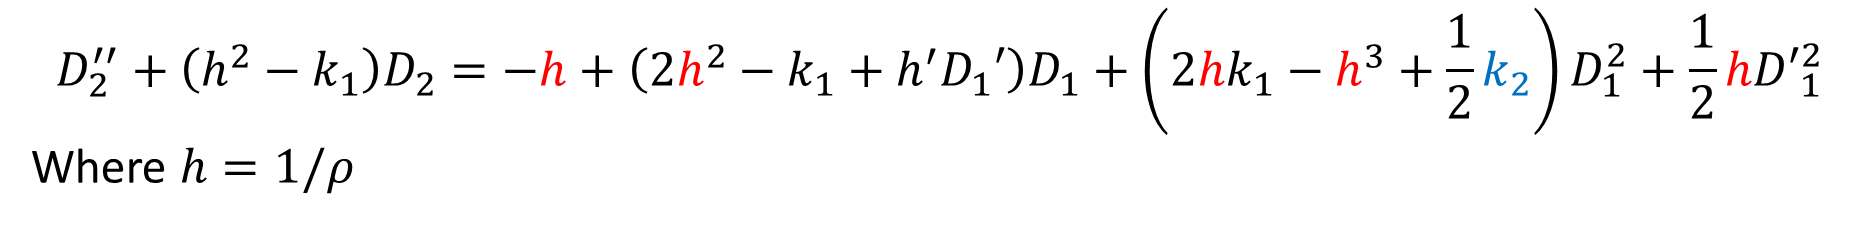 D₂′′ + (h² − k₁)D₂ = −h + (2h² − k₁ + h′D₁′)D₁ + (2hk₁ − h³ + ½k₂)D₁² + ½hD′₁²
Where h = 1/ρ